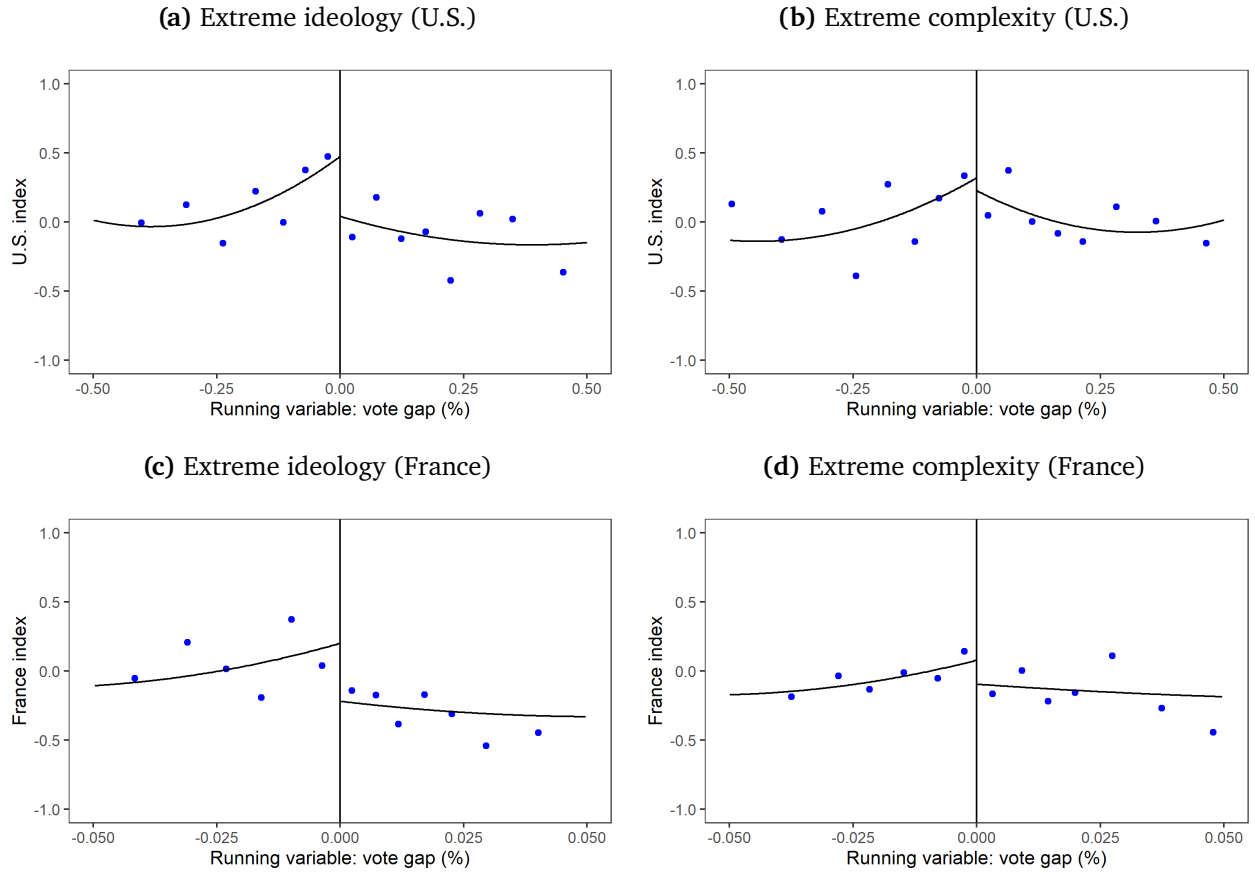 (a) Extreme ideology (U.S.)
1.0
0.5
0.0
-0.5
-1.0
U.S. index
-0.50 -0.25 0.00 0.25 0.50
Running variable: vote gap (%)
(b) Extreme complexity (U.S.)
1.0
0.5
0.0
-0.5
-1.0
U.S. index
-0.50 -0.25 0.00 0.25 0.50
Running variable: vote gap (%)
(c) Extreme ideology (France)
1.0
0.5
0.0
-0.5
-1.0
France index
-0.050 -0.025 0.000 0.025 0.050
Running variable: vote gap (%)
(d) Extreme complexity (France)
1.0
0.5
0.0
-0.5
-1.0
France index
-0.050 -0.025 0.000 0.025 0.050
Running variable: vote gap (%)